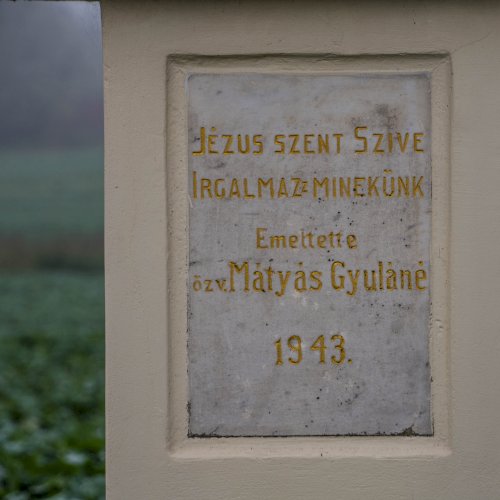 JÉZUS SZENT SZIVE
IRGALMAZZ MINEKÜNK
Emeltette
özv. Mátyás Gyuláné
1943.